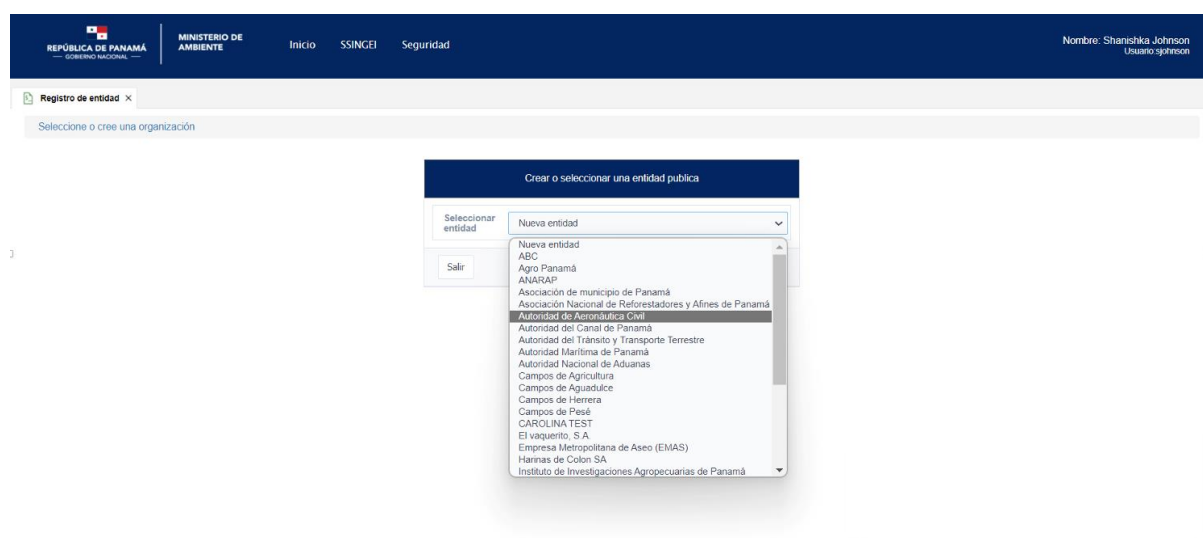 REPÚBLICA DE PANAMÁ
— GOBIERNO NACIONAL —
MINISTERIO DE
AMBIENTE
Inicio SSINGEI Seguridad
Nombre: Shanishka Johnson
Usuario:sjohnson
Registro de entidad ×
Seleccione o cree una organización
Crear o seleccionar una entidad publica
Seleccionar
entidad
Nueva entidad
Nueva entidad
ABC
Agro Panamá
ANARAP
Asociación de municipio de Panamá
Asociación Nacional de Reforestadores y Afines de Panamá
Autoridad de Aeronáutica Civil
Autoridad del Canal de Panamá
Autoridad del Tránsito y Transporte Terrestre
Autoridad Marítima de Panamá
Autoridad Nacional de Aduanas
Campos de Agricultura
Campos de Aguadulce
Campos de Herrera
Campos de Pesé
CAROLINA TEST
El vaquerito, S.A.
Empresa Metropolitana de Aseo (EMAS)
Harinas de Colon SA
Instituto de Investigaciones Agropecuarias de Panamá
Salir